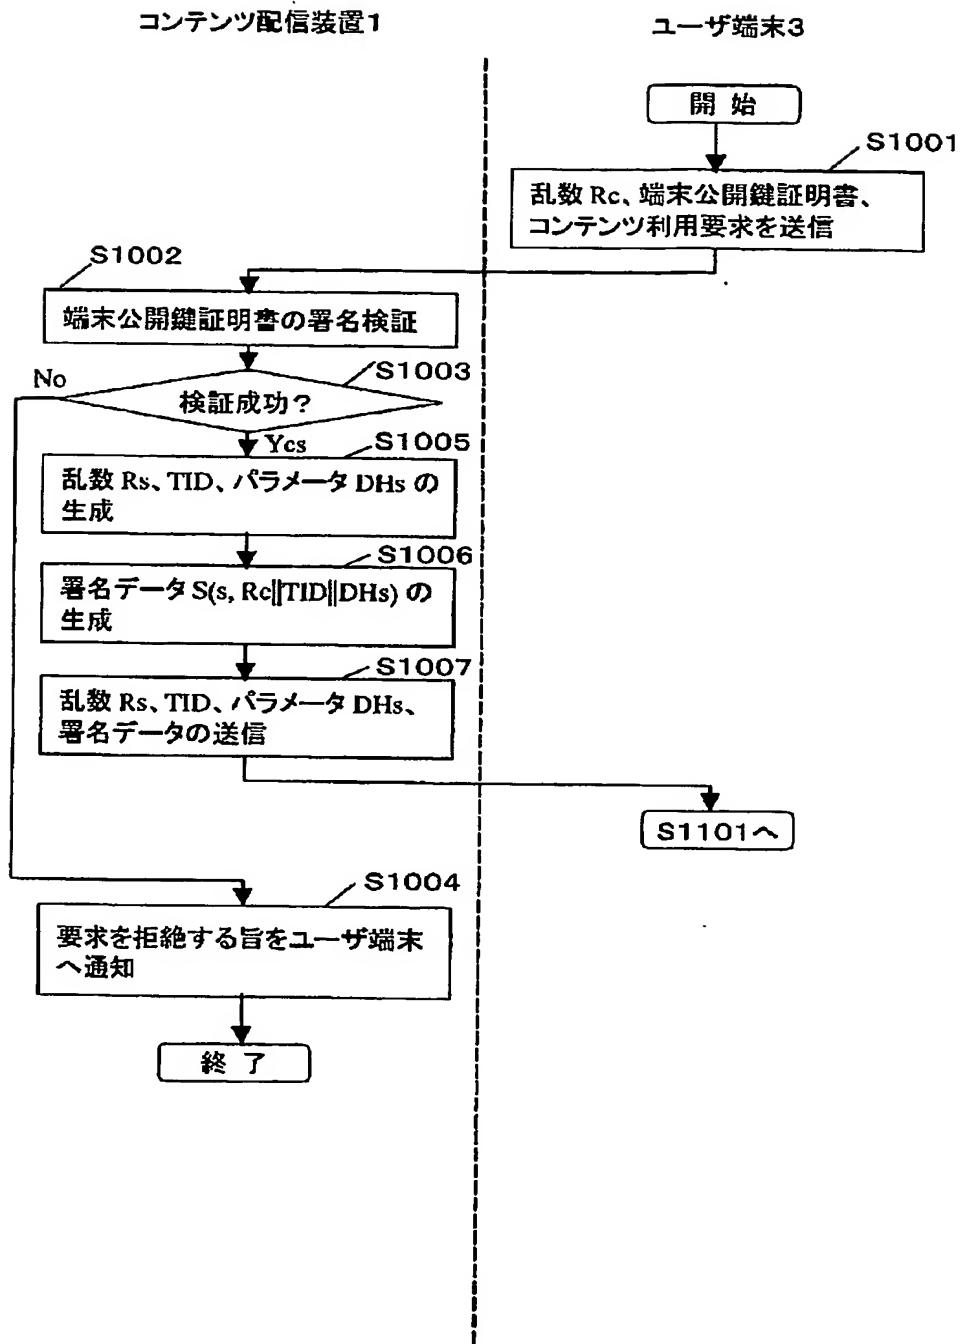 コンテンツ配信装置1
ユーザ端末3
開 始
S1001
乱数 Rc、端末公開鍵証明書、
コンテンツ利用要求を送信
S1002
端末公開鍵証明書の署名検証
S1003
No
検証成功？
Yes
S1005
乱数 Rs、TID、パラメータ DHs の
生成
S1006
署名データ S(s, Rc||TID||DHs) の
生成
S1007
乱数 Rs、TID、パラメータ DHs、
署名データの送信
S1101へ
S1004
要求を拒絶する旨をユーザ端末
へ通知
終 了